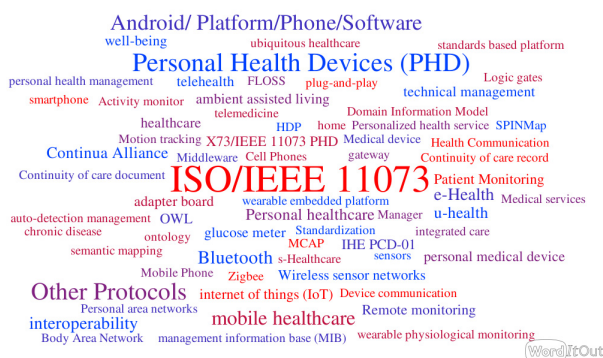 Android/ Platform/Phone/Software
well-being
ubiquitous healthcare
standards based platform
Personal Health Devices (PHD)
personal health management
telehealth
FLOSS
plug-and-play
Logic gates
technical management
smartphone
Activity monitor
ambient assisted living
telemedicine
Domain Information Model
healthcare
HDP
home
Personalized health service
SPINMap
Motion tracking
X73/IEEE 11073 PHD
Medical device
Health Communication
Continua Alliance
Middleware
Cell Phones
gateway
Continuity of care record
Continuity of care document
ISO/IEEE 11073
Patient Monitoring
adapter board
wearable embedded platform
e-Health
Medical services
auto-detection management
OWL
Personal healthcare
Manager
u-health
chronic disease
ontology
glucose meter
Standardization
integrated care
semantic mapping
MCAP
IHE PCD-01
Bluetooth
s-Healthcare
sensors
personal medical device
Mobile Phone
Zigbee
Wireless sensor networks
Other Protocols
internet of things (IoT)
Device communication
Personal area networks
mobile healthcare
Remote monitoring
interoperability
Body Area Network
management information base (MIB)
wearable physiological monitoring
WordItOut